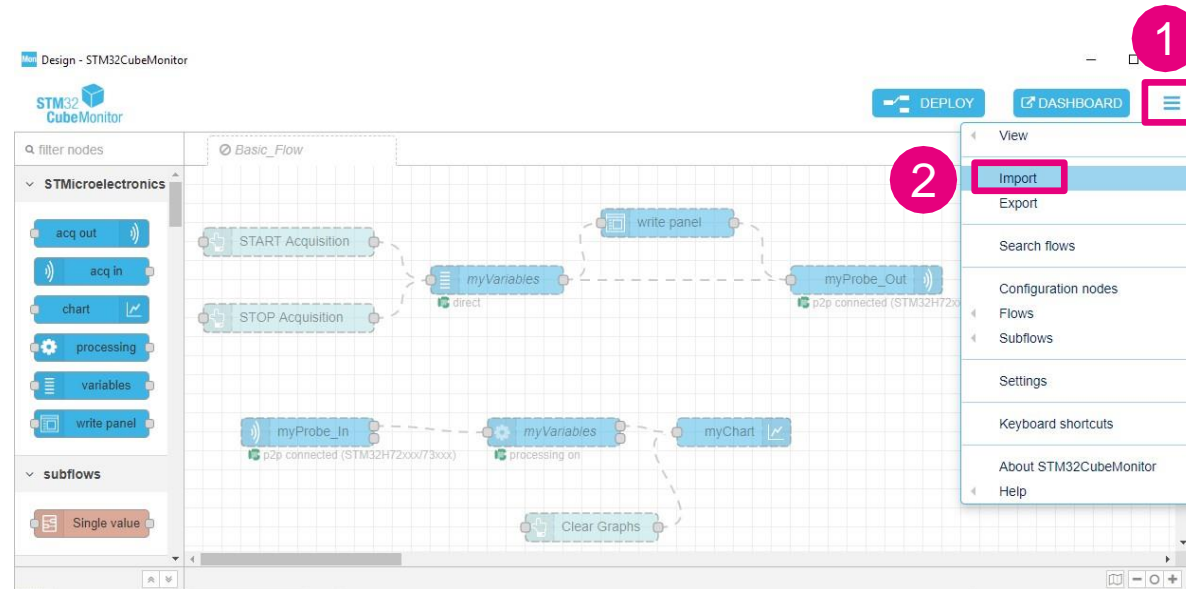 1
Mon Design - STM32CubeMonitor
STM32
CubeMonitor
DEPLOY
DASHBOARD
filter nodes
Basic_Flow
View
2
Import
Export
Search flows
Configuration nodes
Flows
Subflows
Settings
Keyboard shortcuts
About STM32CubeMonitor
Help
STMicroelectronics
acq out
acq in
chart
processing
variables
write panel
subflows
Single value
START Acquisition
STOP Acquisition
myVariables
direct
write panel
myProbe_Out
p2p connected (STM32H72x
myProbe_In
p2p connected (STM32H72xxx/73xxx)
myVariables
processing on
myChart
Clear Graphs